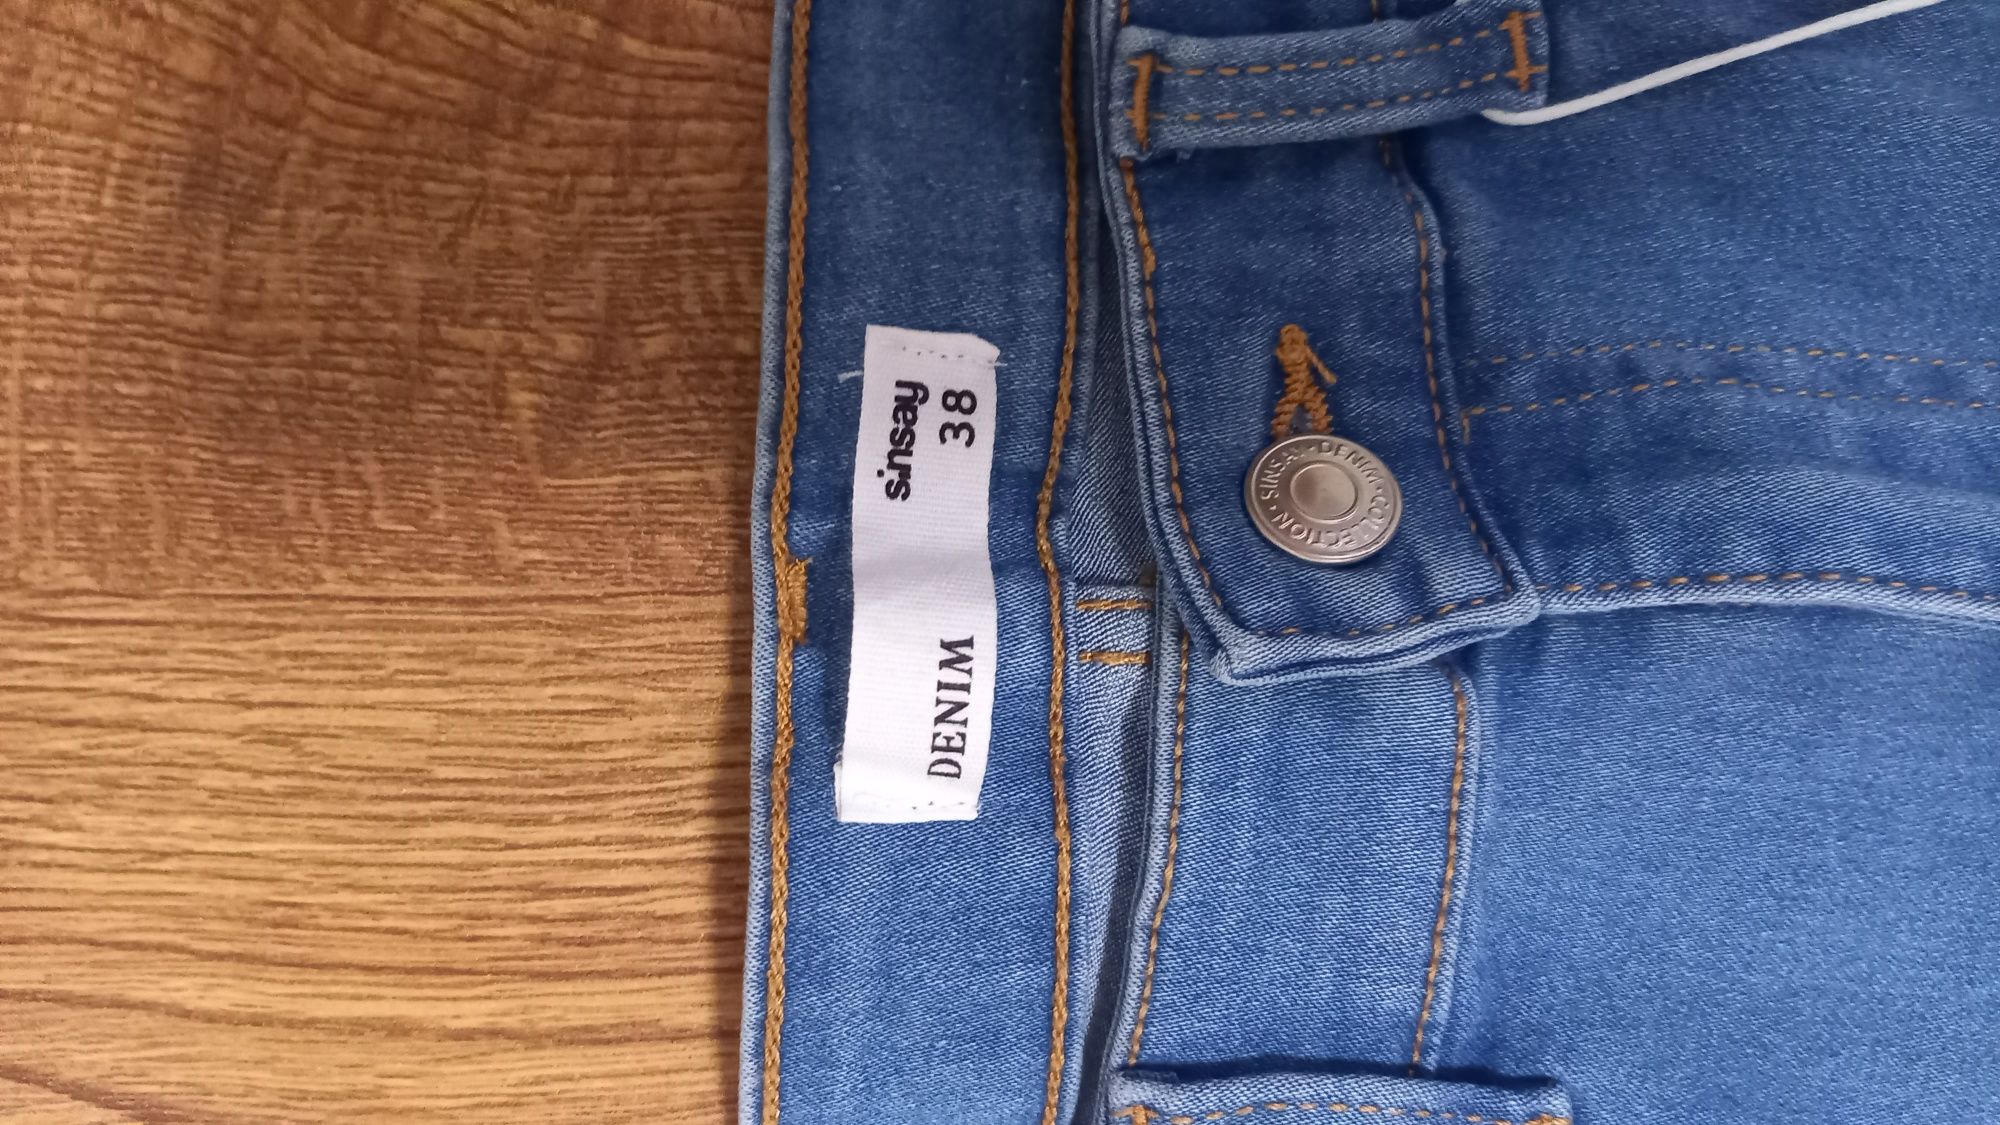 DENIM
sinsay
38
SINSAY · DENIM · COLLECTION ·